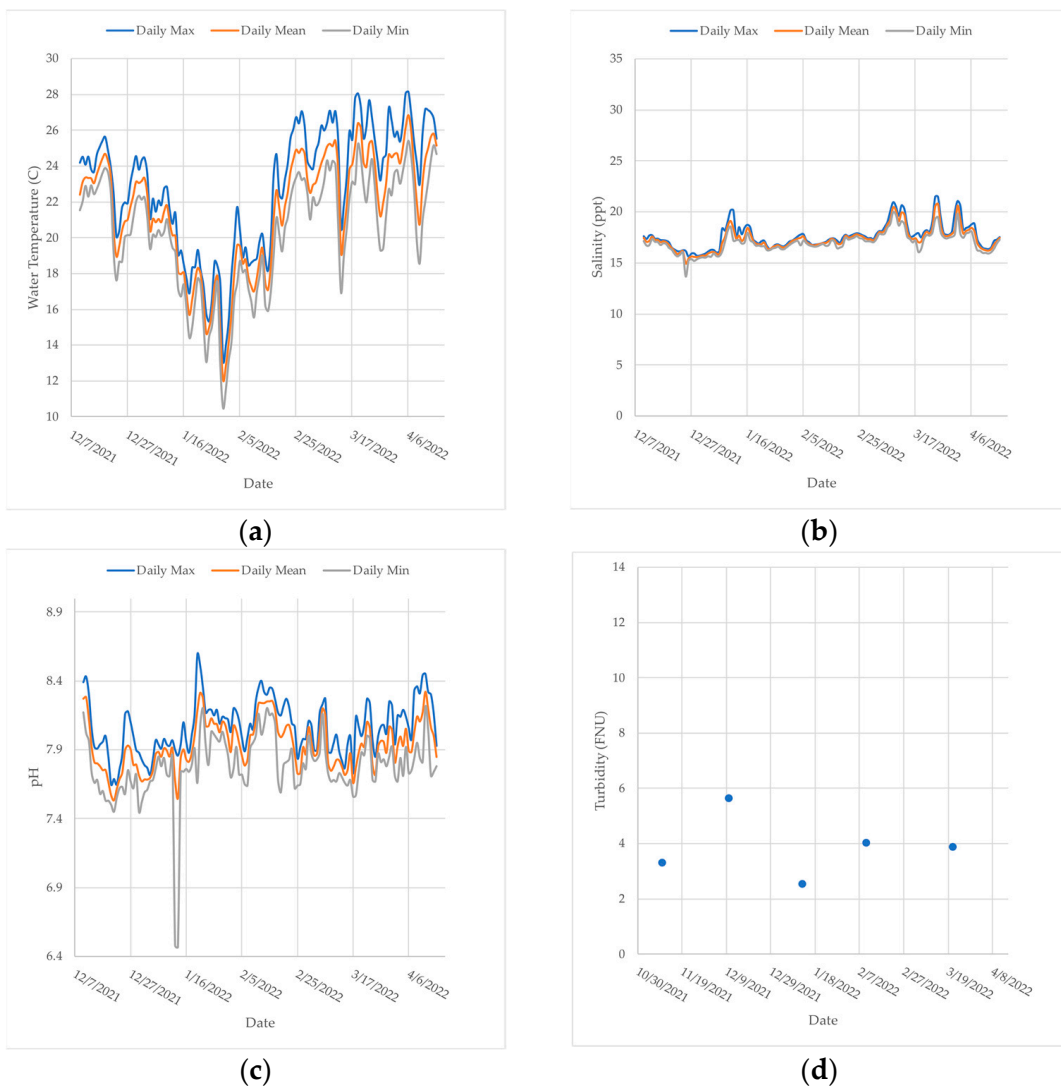 Daily Max Daily Mean Daily Min
30
28
26
24
22
20
18
16
14
12
10
Water Temperature (C)
12/7/2021 12/27/2021 1/16/2022 2/5/2022 2/25/2022 3/17/2022 4/6/2022
Date
(a)
Daily Max Daily Mean Daily Min
35
30
25
20
15
10
5
0
Salinity (ppt)
12/7/2021 12/27/2021 1/16/2022 2/5/2022 2/25/2022 3/17/2022 4/6/2022
Date
(b)
Daily Max Daily Mean Daily Min
8.9
8.4
7.9
7.4
6.9
6.4
pH
12/7/2021 12/27/2021 1/16/2022 2/5/2022 2/25/2022 3/17/2022 4/6/2022
Date
(c)
14
12
10
8
6
4
2
0
Turbidity (FNU)
10/30/2021 11/19/2021 12/9/2021 12/29/2021 1/18/2022 2/7/2022 2/27/2022 3/19/2022 4/8/2022
Date
(d)